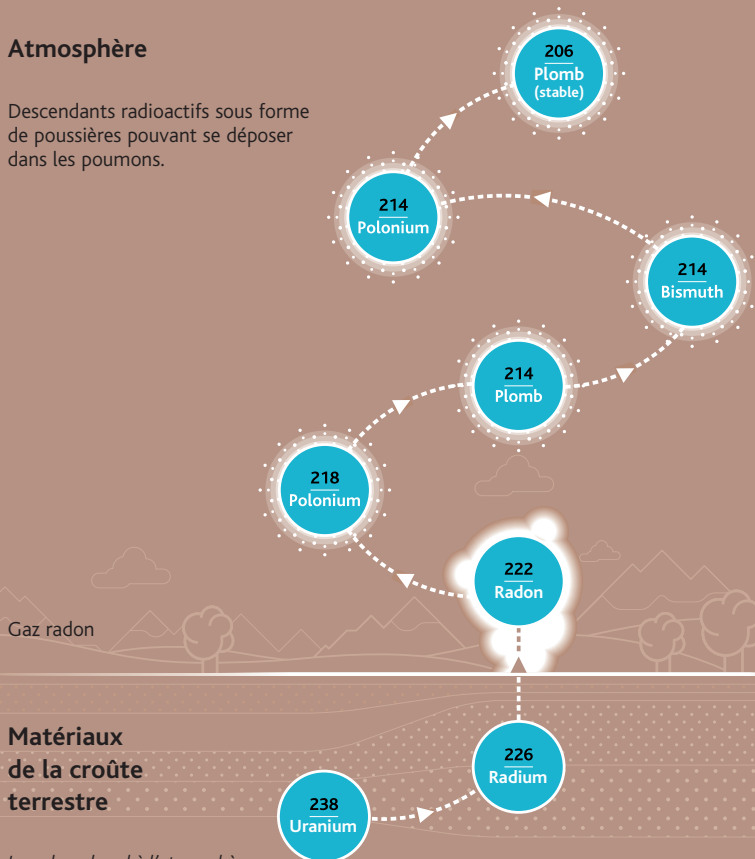 Atmosphère
Descendants radioactifs sous forme
de poussières pouvant se déposer
dans les poumons.
206
Plomb
(stable)
214
Polonium
214
Bismuth
214
Plomb
218
Polonium
222
Radon
Gaz radon
Matériaux
de la croûte
terrestre
226
Radium
238
Uranium